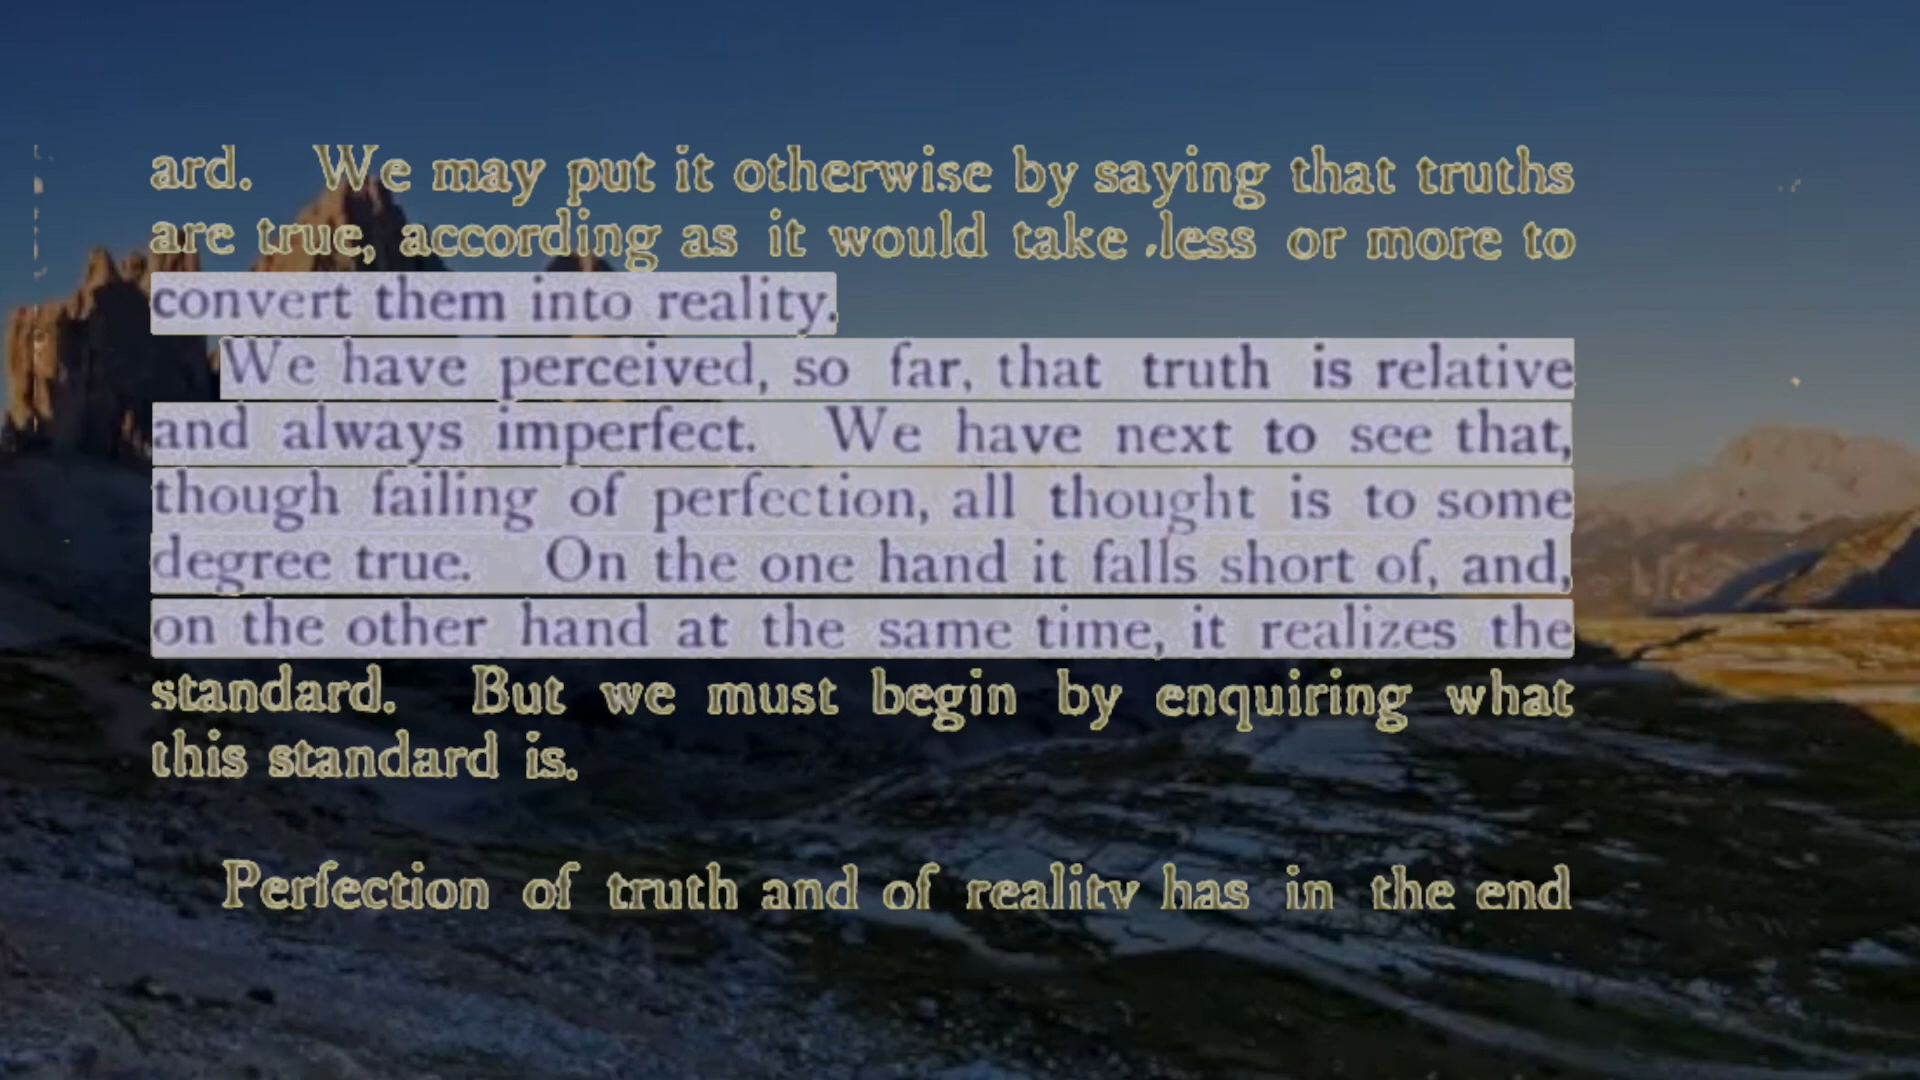 ard. We may put it otherwise by saying that truths
are true, according as it would take .less or more to
convert them into reality.
We have perceived, so far, that truth is relative
and always imperfect. We have next to see that,
though failing of perfection, all thought is to some
degree true. On the one hand it falls short of, and,
on the other hand at the same time, it realizes the
standard. But we must begin by enquiring what
this standard is.
Perfection of truth and of reality has in the end